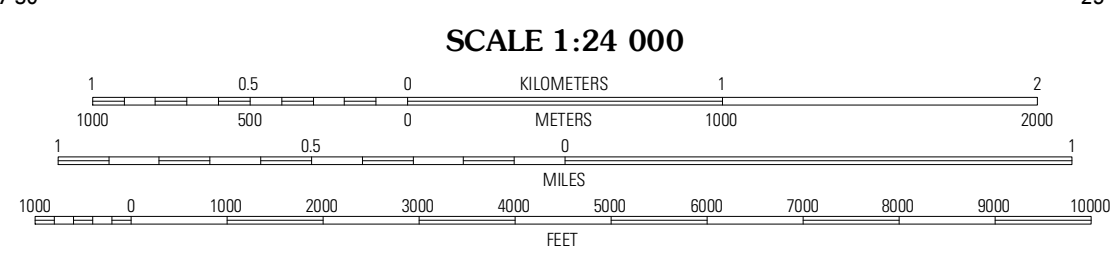 SCALE 1:24 000
1 0.5 0 KILOMETERS 1 2
1000 500 0 METERS 1000 2000
1 0.5 0 1
MILES
1000 0 1000 2000 3000 4000 5000 6000 7000 8000 9000 10000
FEET